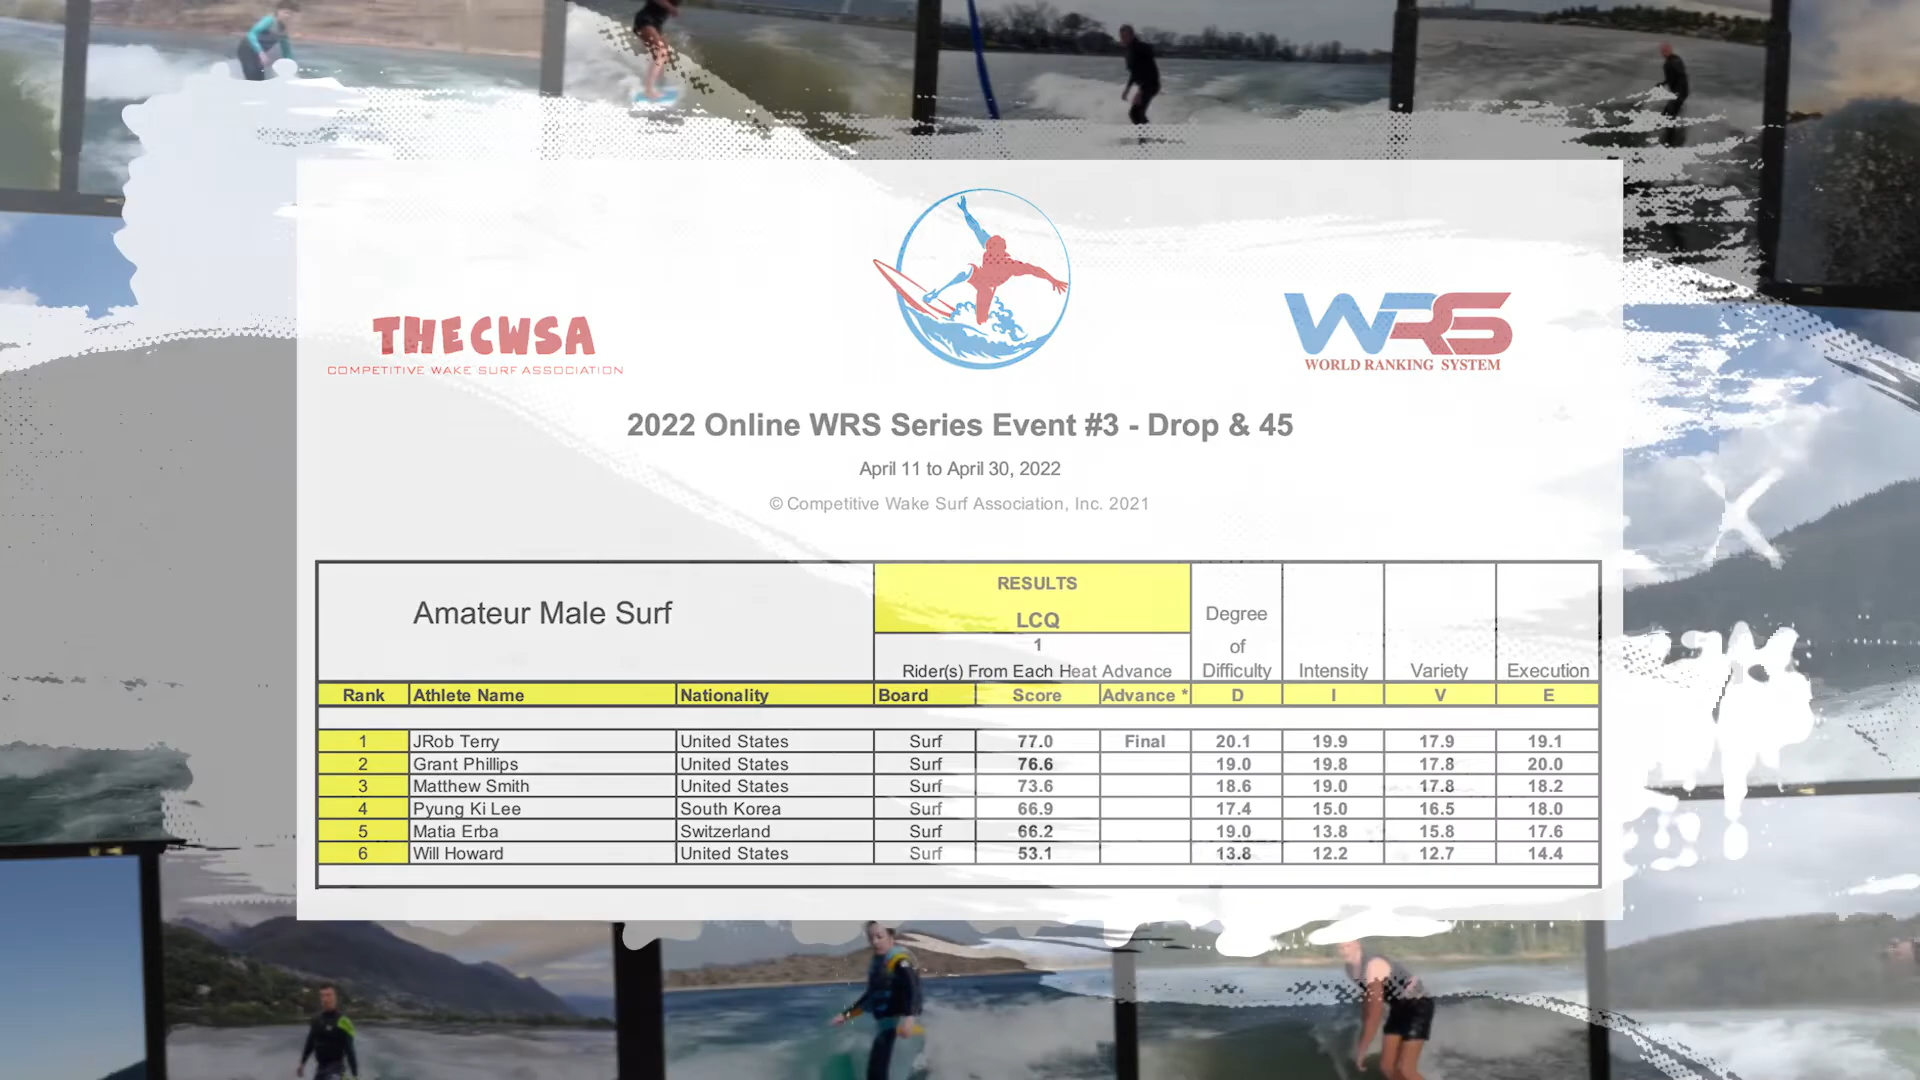 THECWSA
COMPETITIVE WAKE SURF ASSOCIATION
WRS
WORLD RANKING SYSTEM
2022 Online WRS Series Event #3 - Drop & 45
April 11 to April 30, 2022
© Competitive Wake Surf Association, Inc. 2021
Amateur Male Surf
RESULTS
LCQ
1
Rider(s) From Each Heat Advance
Degree
of
Difficulty
Intensity
Variety
Execution
Rank Athlete Name Nationality Board Score Advance * D I V E
1 JRob Terry United States Surf 77.0 Final 20.1 19.9 17.9 19.1
2 Grant Phillips United States Surf 76.6 19.0 19.8 17.8 20.0
3 Matthew Smith United States Surf 73.6 18.6 19.0 17.8 18.2
4 Pyung Ki Lee South Korea Surf 66.9 17.4 15.0 16.5 18.0
5 Matia Erba Switzerland Surf 66.2 19.0 13.8 15.8 17.6
6 Will Howard United States Surf 53.1 13.8 12.2 12.7 14.4